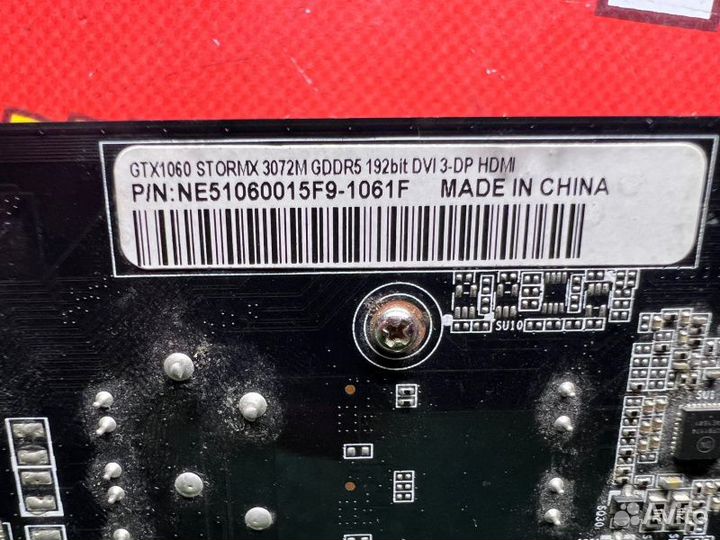 GTX1060 STORMX 3072M GDDR5 192bit DVI 3-DP HDMI
P/N:NE51060015F9-1061F MADE IN CHINA
SU10
Avito